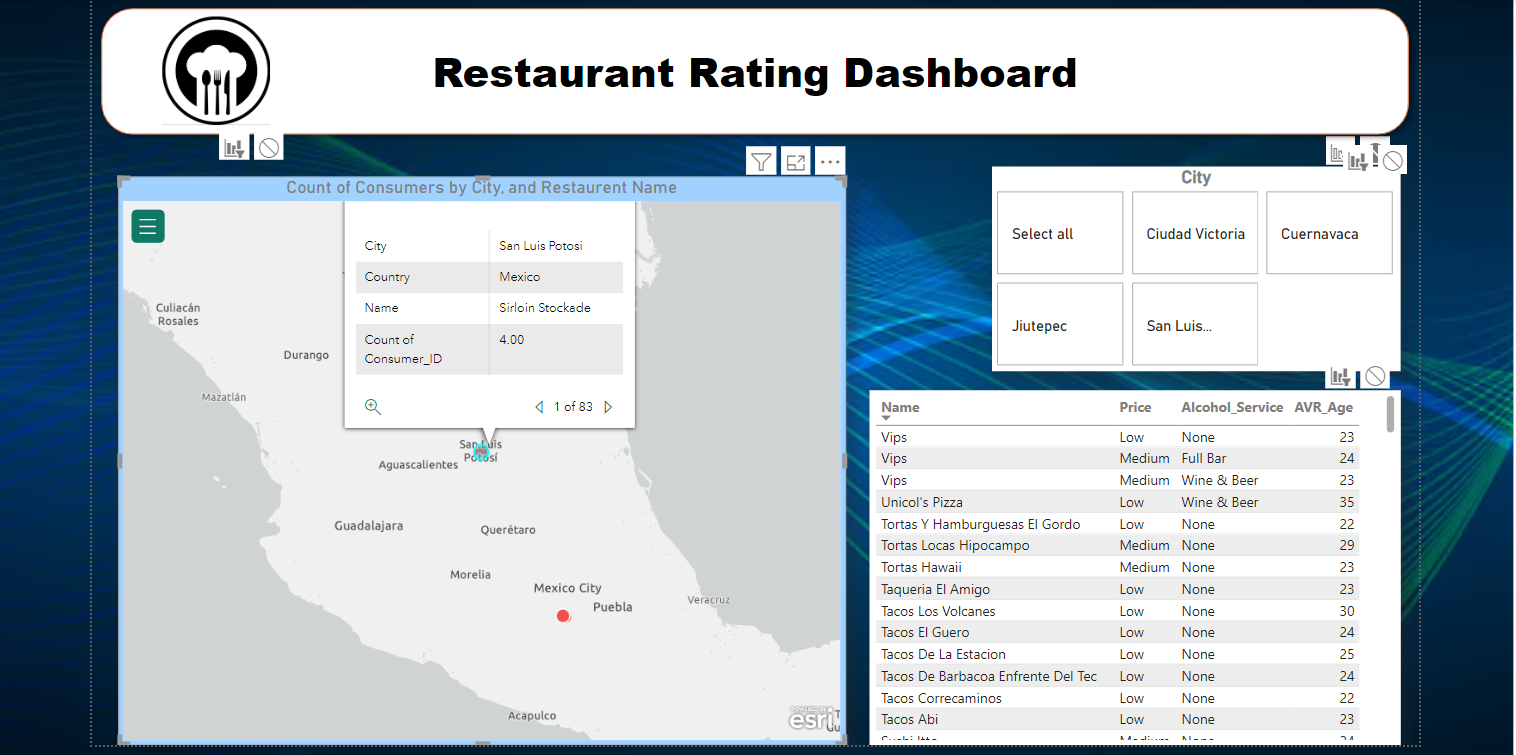 Restaurant Rating Dashboard
Count of Consumers by City, and Restaurent Name
City San Luis Potosi
Country Mexico
Name Sirloin Stockade
Count of Consumer_ID 4.00
1 of 83
Culiacán
Rosales
Durango
Mazatlán
San Luis
Potosí
Aguascalientes
Guadalajara
Querétaro
Morelia
Mexico City
Puebla
Veracruz
Acapulco
POWERED BY
esri
City
Select all
Ciudad Victoria
Cuernavaca
Jiutepec
San Luis...
Name Price Alcohol_Service AVR_Age
Vips Low None 23
Vips Medium Full Bar 24
Vips Medium Wine & Beer 23
Unicol's Pizza Low Wine & Beer 35
Tortas Y Hamburguesas El Gordo Low None 22
Tortas Locas Hipocampo Medium None 29
Tortas Hawaii Medium None 23
Taqueria El Amigo Low None 23
Tacos Los Volcanes Low None 30
Tacos El Guero Low None 24
Tacos De La Estacion Low None 25
Tacos De Barbacoa Enfrente Del Tec Low None 24
Tacos Correcaminos Low None 22
Tacos Abi Low None 23